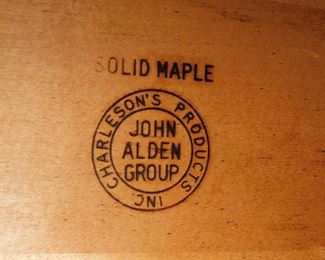 SOLID MAPLE
CHARLESON'S PRODUCTS INC.
JOHN
ALDEN
GROUP